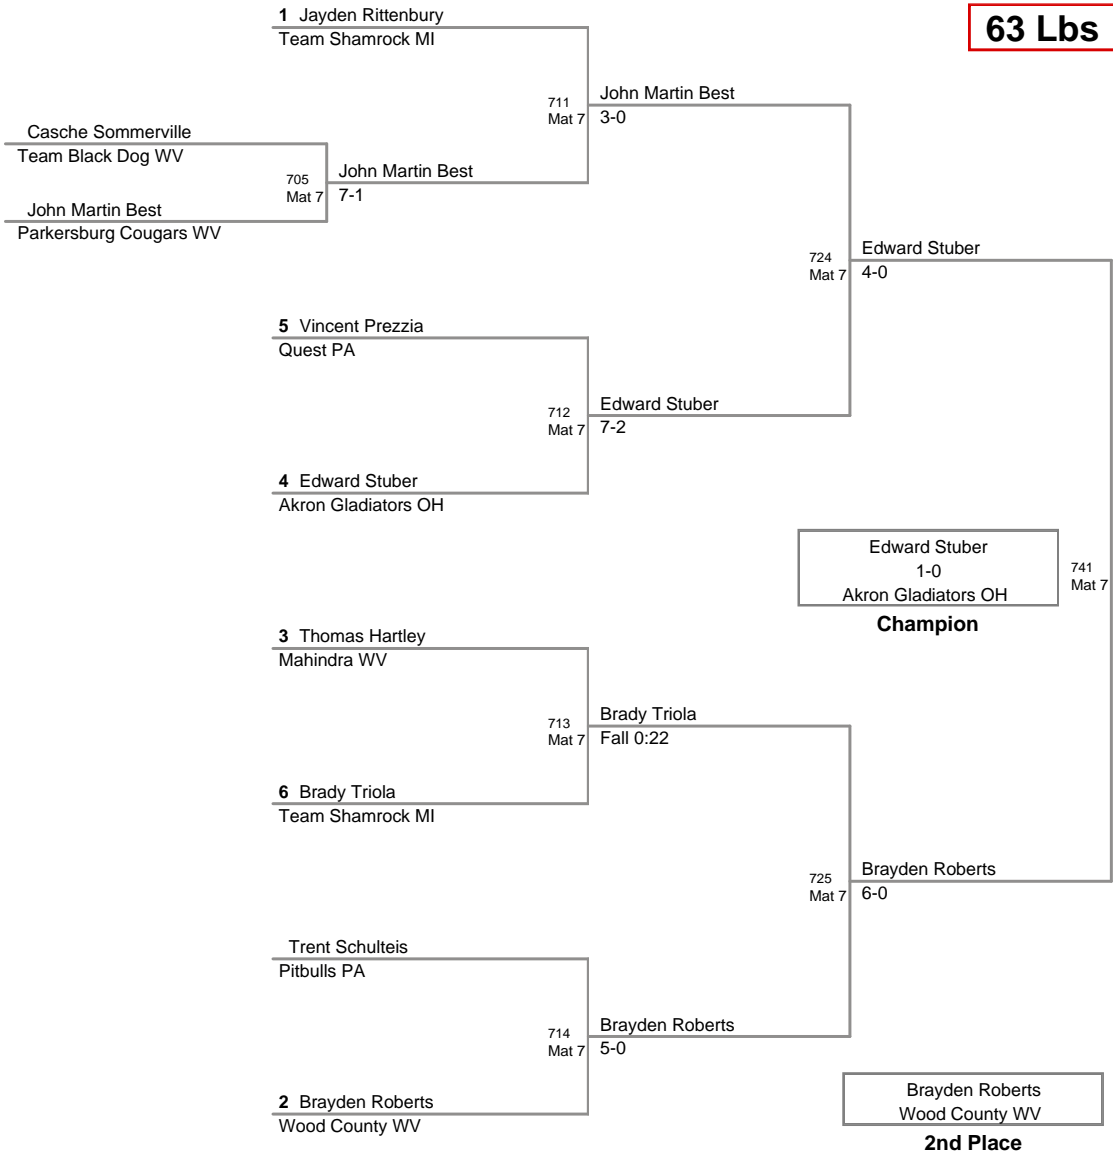 1 Jayden Rittenbury
Team Shamrock MI
63 Lbs
711
Mat 7
John Martin Best
3-0
Casche Sommerville
Team Black Dog WV
705
Mat 7
John Martin Best
7-1
John Martin Best
Parkersburg Cougars WV
724
Mat 7
Edward Stuber
4-0
5 Vincent Prezzia
Quest PA
712
Mat 7
Edward Stuber
7-2
4 Edward Stuber
Akron Gladiators OH
Edward Stuber
1-0
Akron Gladiators OH
Champion
741
Mat 7
3 Thomas Hartley
Mahindra WV
713
Mat 7
Brady Triola
Fall 0:22
6 Brady Triola
Team Shamrock MI
725
Mat 7
Brayden Roberts
6-0
Trent Schulteis
Pitbulls PA
714
Mat 7
Brayden Roberts
5-0
2 Brayden Roberts
Wood County WV
Brayden Roberts
Wood County WV
2nd Place